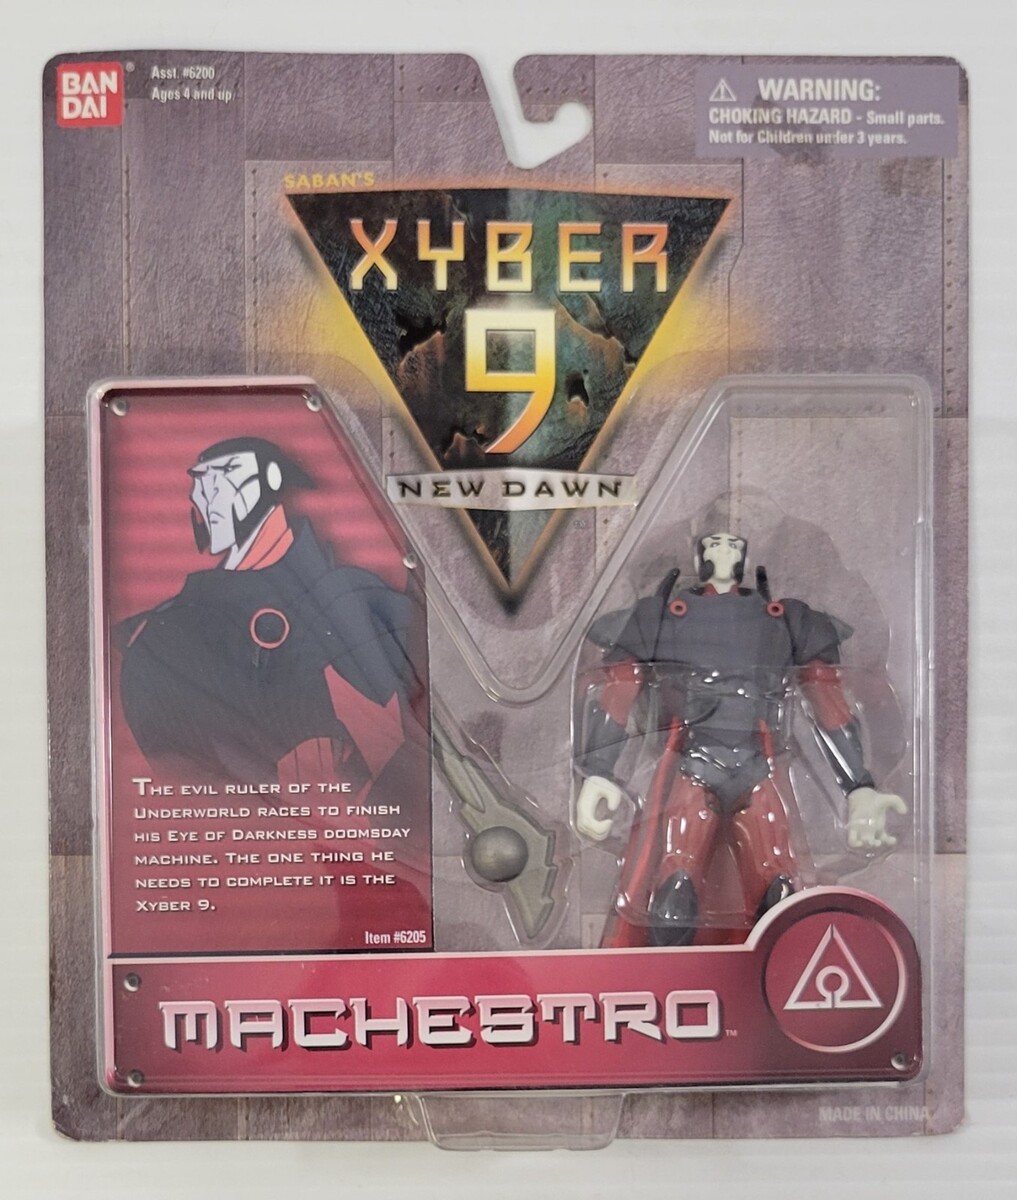 BAN
DAI
®
Asst. #6200
Ages 4 and up
⚠ WARNING:
CHOKING HAZARD - Small parts.
Not for Children under 3 years.
SABAN'S
XYBER
9
NEW DAWN
THE EVIL RULER OF THE
UNDERWORLD RACES TO FINISH
HIS EYE OF DARKNESS DOOMSDAY
MACHINE. THE ONE THING HE
NEEDS TO COMPLETE IT IS THE
XYBER 9.
Item #6205
MACHESTRO™
MADE IN CHINA